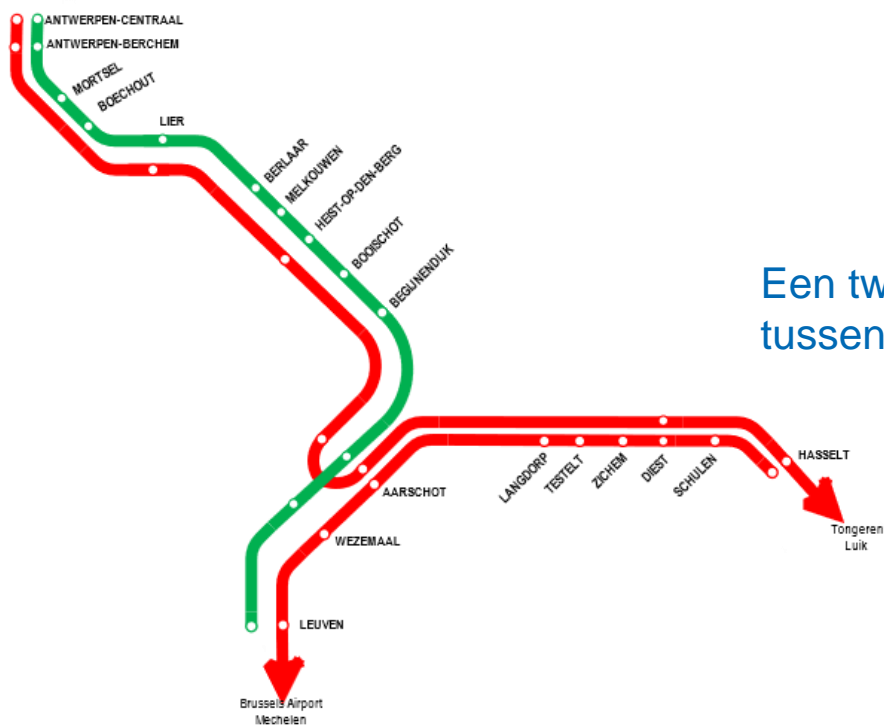 ANTWERPEN-CENTRAAL
ANTWERPEN-BERCHEM
MORTSEL
BOECHOUT
LIER
BERLAAR
MELKOUWEN
HEIST-OP-DEN-BERG
BOOISCHOT
BEGIJNENDIJK
Een tw
tussen
HASSELT
LANGDORP
TESTELT
ZICHEM
DIEST
SCHULEN
AARSCHOT
Tongeren
Luik
WEZEMAAL
LEUVEN
Brussels Airport
Mechelen